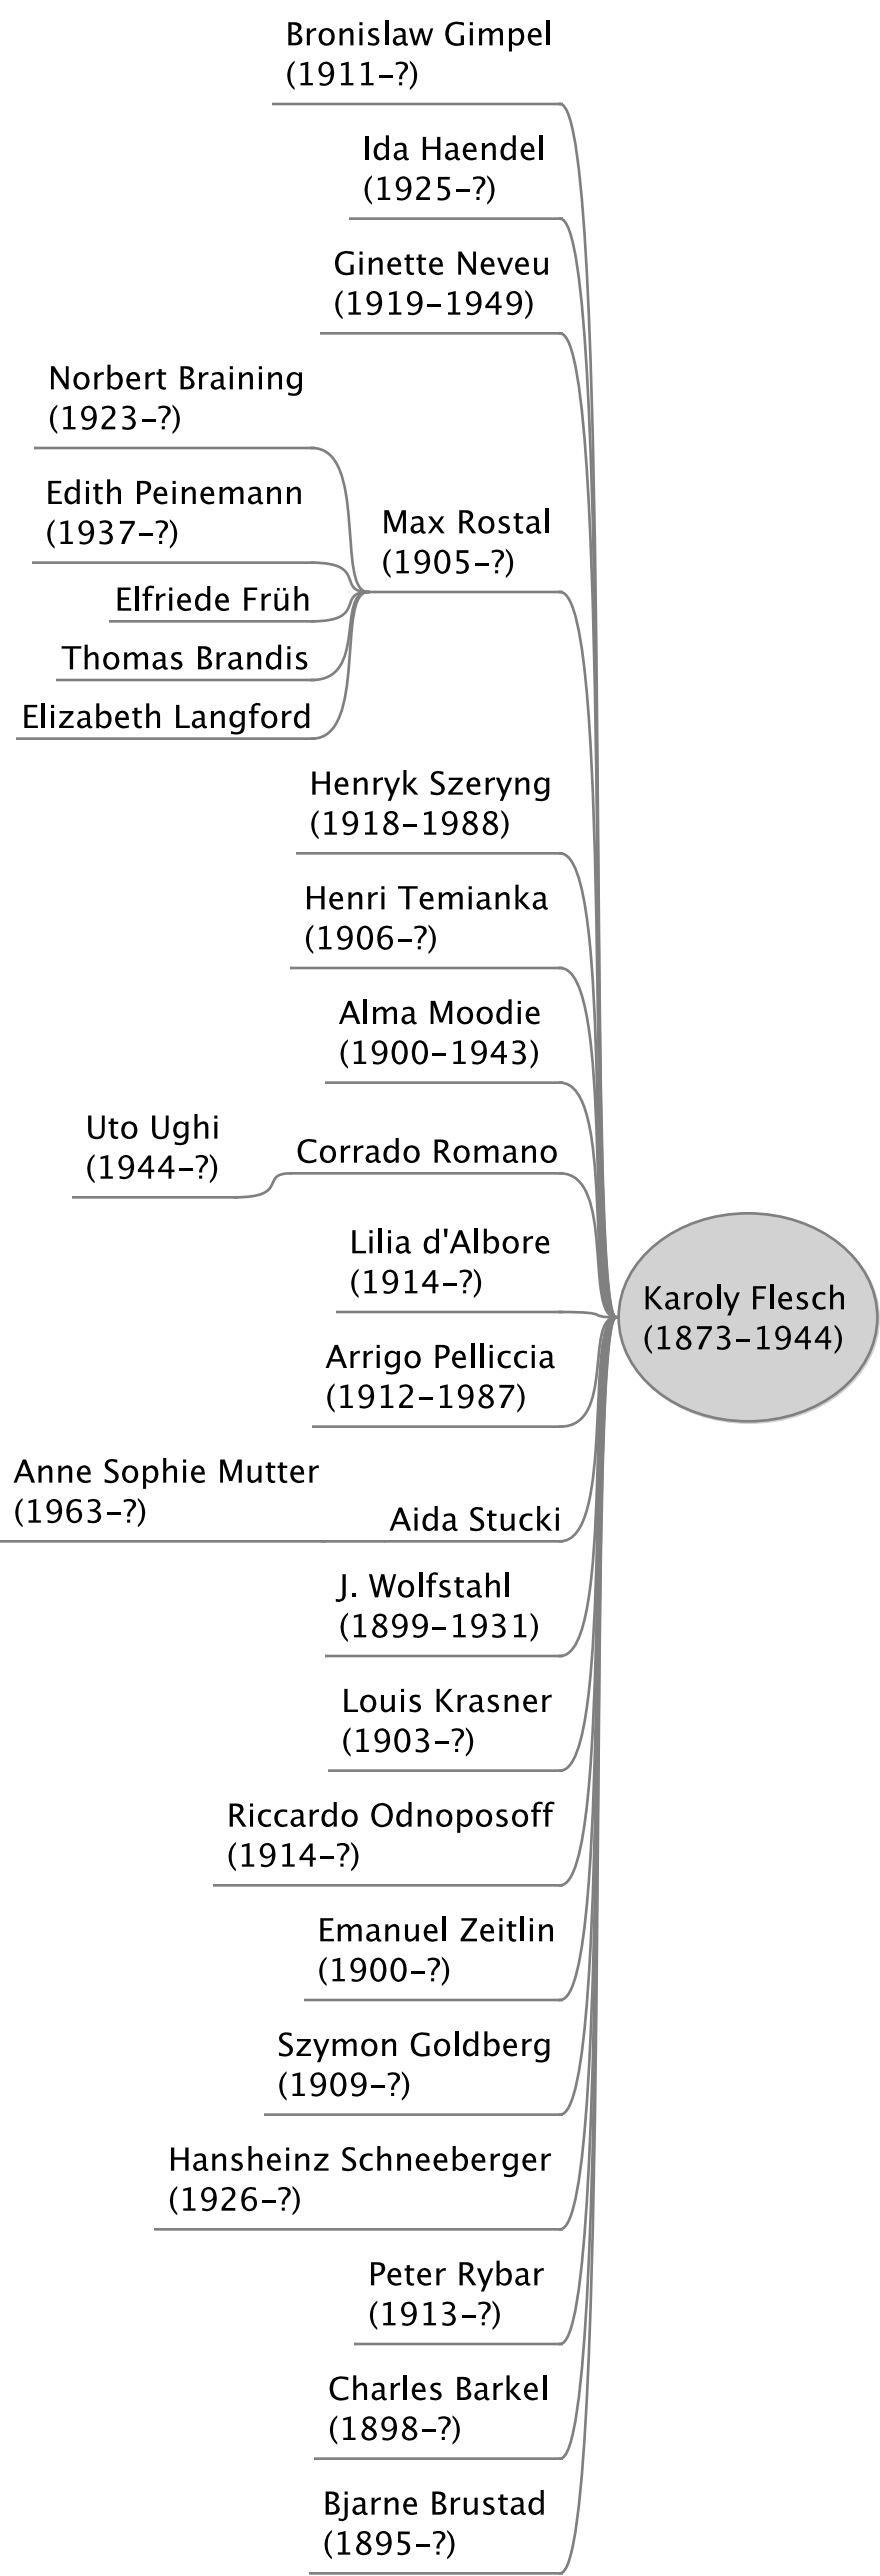 Bronislaw Gimpel
(1911-?)
Ida Haendel
(1925-?)
Ginette Neveu
(1919-1949)
Norbert Braining
(1923-?)
Edith Peinemann
(1937-?)
Elfriede Früh
Thomas Brandis
Elizabeth Langford
Max Rostal
(1905-?)
Henryk Szeryng
(1918-1988)
Henri Temianka
(1906-?)
Alma Moodie
(1900-1943)
Uto Ughi
(1944-?)
Corrado Romano
Lilia d'Albore
(1914-?)
Karoly Flesch
(1873-1944)
Arrigo Pelliccia
(1912-1987)
Anne Sophie Mutter
(1963-?)
Aida Stucki
J. Wolfstahl
(1899-1931)
Louis Krasner
(1903-?)
Riccardo Odnoposoff
(1914-?)
Emanuel Zeitlin
(1900-?)
Szymon Goldberg
(1909-?)
Hansheinz Schneeberger
(1926-?)
Peter Rybar
(1913-?)
Charles Barkel
(1898-?)
Bjarne Brustad
(1895-?)